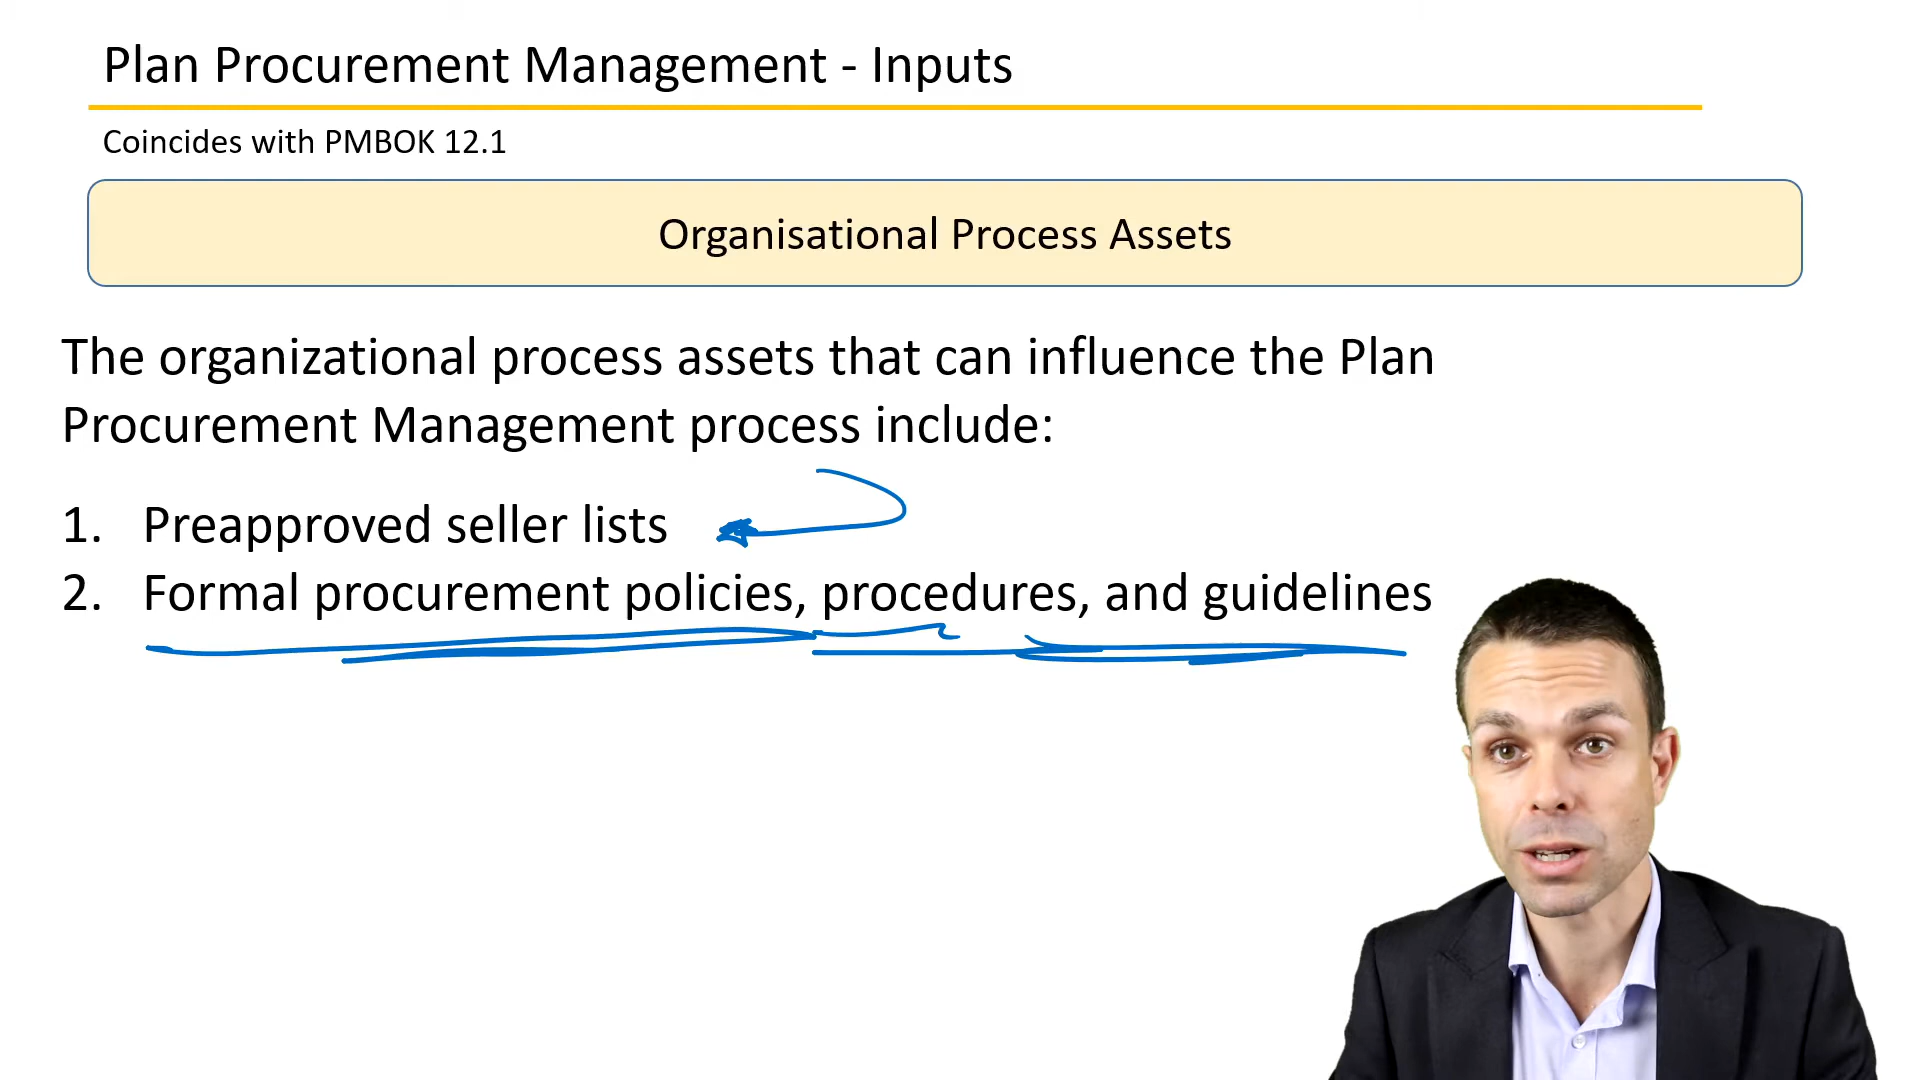 Plan Procurement Management - Inputs
Coincides with PMBOK 12.1
Organisational Process Assets
The organizational process assets that can influence the Plan
Procurement Management process include:
1. Preapproved seller lists
2. Formal procurement policies, procedures, and guidelines